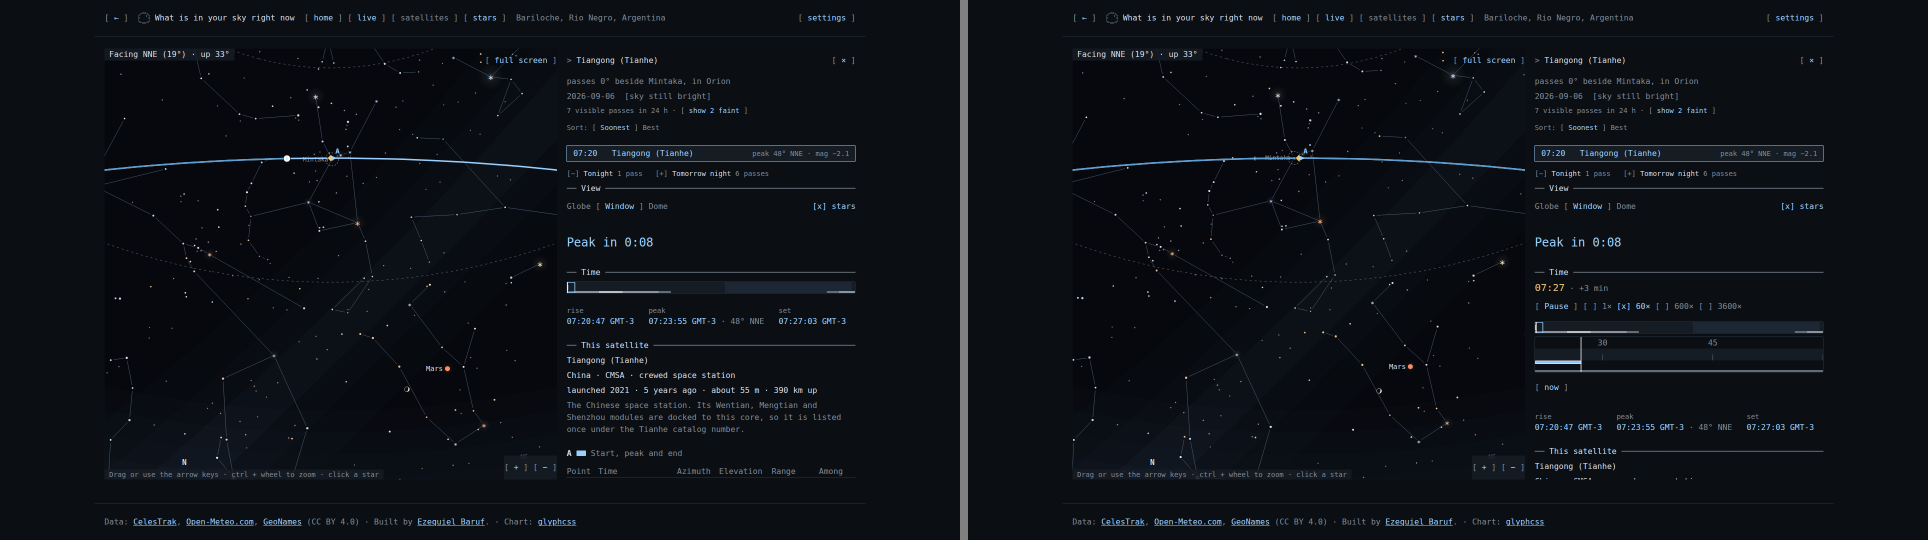 [ ← ] What is in your sky right now [ home ] [ live ] [ satellites ] [ stars ] Bariloche, Rio Negro, Argentina [ settings ]
Facing NNE (19°) · up 33°
[ full screen ]
Mintaka
A
Mars
N
Drag or use the arrow keys · ctrl + wheel to zoom · click a star
[ + ] [ − ]
> Tiangong (Tianhe) [ × ]
passes 0° beside Mintaka, in Orion
2026-09-06 [sky still bright]
7 visible passes in 24 h · [ show 2 faint ]
Sort: [ Soonest ] Best
07:20 Tiangong (Tianhe) peak 48° NNE · mag ~2.1
[−] Tonight 1 pass [+] Tomorrow night 6 passes
View
Globe [ Window ] Dome [x] stars
Peak in 0:08
Time
rise peak set
07:20:47 GMT-3 07:23:55 GMT-3 · 48° NNE 07:27:03 GMT-3
This satellite
Tiangong (Tianhe)
China · CMSA · crewed space station
launched 2021 · 5 years ago · about 55 m · 390 km up
The Chinese space station. Its Wentian, Mengtian and
Shenzhou modules are docked to this core, so it is listed
once under the Tianhe catalog number.
A Start, peak and end
Point Time Azimuth Elevation Range Among
Data: CelesTrak, Open-Meteo.com, GeoNames (CC BY 4.0) · Built by Ezequiel Baruf. · Chart: glyphcss
[ ← ] What is in your sky right now [ home ] [ live ] [ satellites ] [ stars ] Bariloche, Rio Negro, Argentina [ settings ]
Facing NNE (19°) · up 33°
[ full screen ]
Mintaka
A
Mars
N
Drag or use the arrow keys · ctrl + wheel to zoom · click a star
[ + ] [ − ]
> Tiangong (Tianhe) [ × ]
passes 0° beside Mintaka, in Orion
2026-09-06 [sky still bright]
7 visible passes in 24 h · [ show 2 faint ]
Sort: [ Soonest ] Best
07:20 Tiangong (Tianhe) peak 48° NNE · mag ~2.1
[−] Tonight 1 pass [+] Tomorrow night 6 passes
View
Globe [ Window ] Dome [x] stars
Peak in 0:08
Time
07:27 · +3 min
[ Pause ] [ ] 1× [x] 60× [ ] 600× [ ] 3600×
30 45
[ now ]
rise peak set
07:20:47 GMT-3 07:23:55 GMT-3 · 48° NNE 07:27:03 GMT-3
This satellite
Tiangong (Tianhe)
Data: CelesTrak, Open-Meteo.com, GeoNames (CC BY 4.0) · Built by Ezequiel Baruf. · Chart: glyphcss